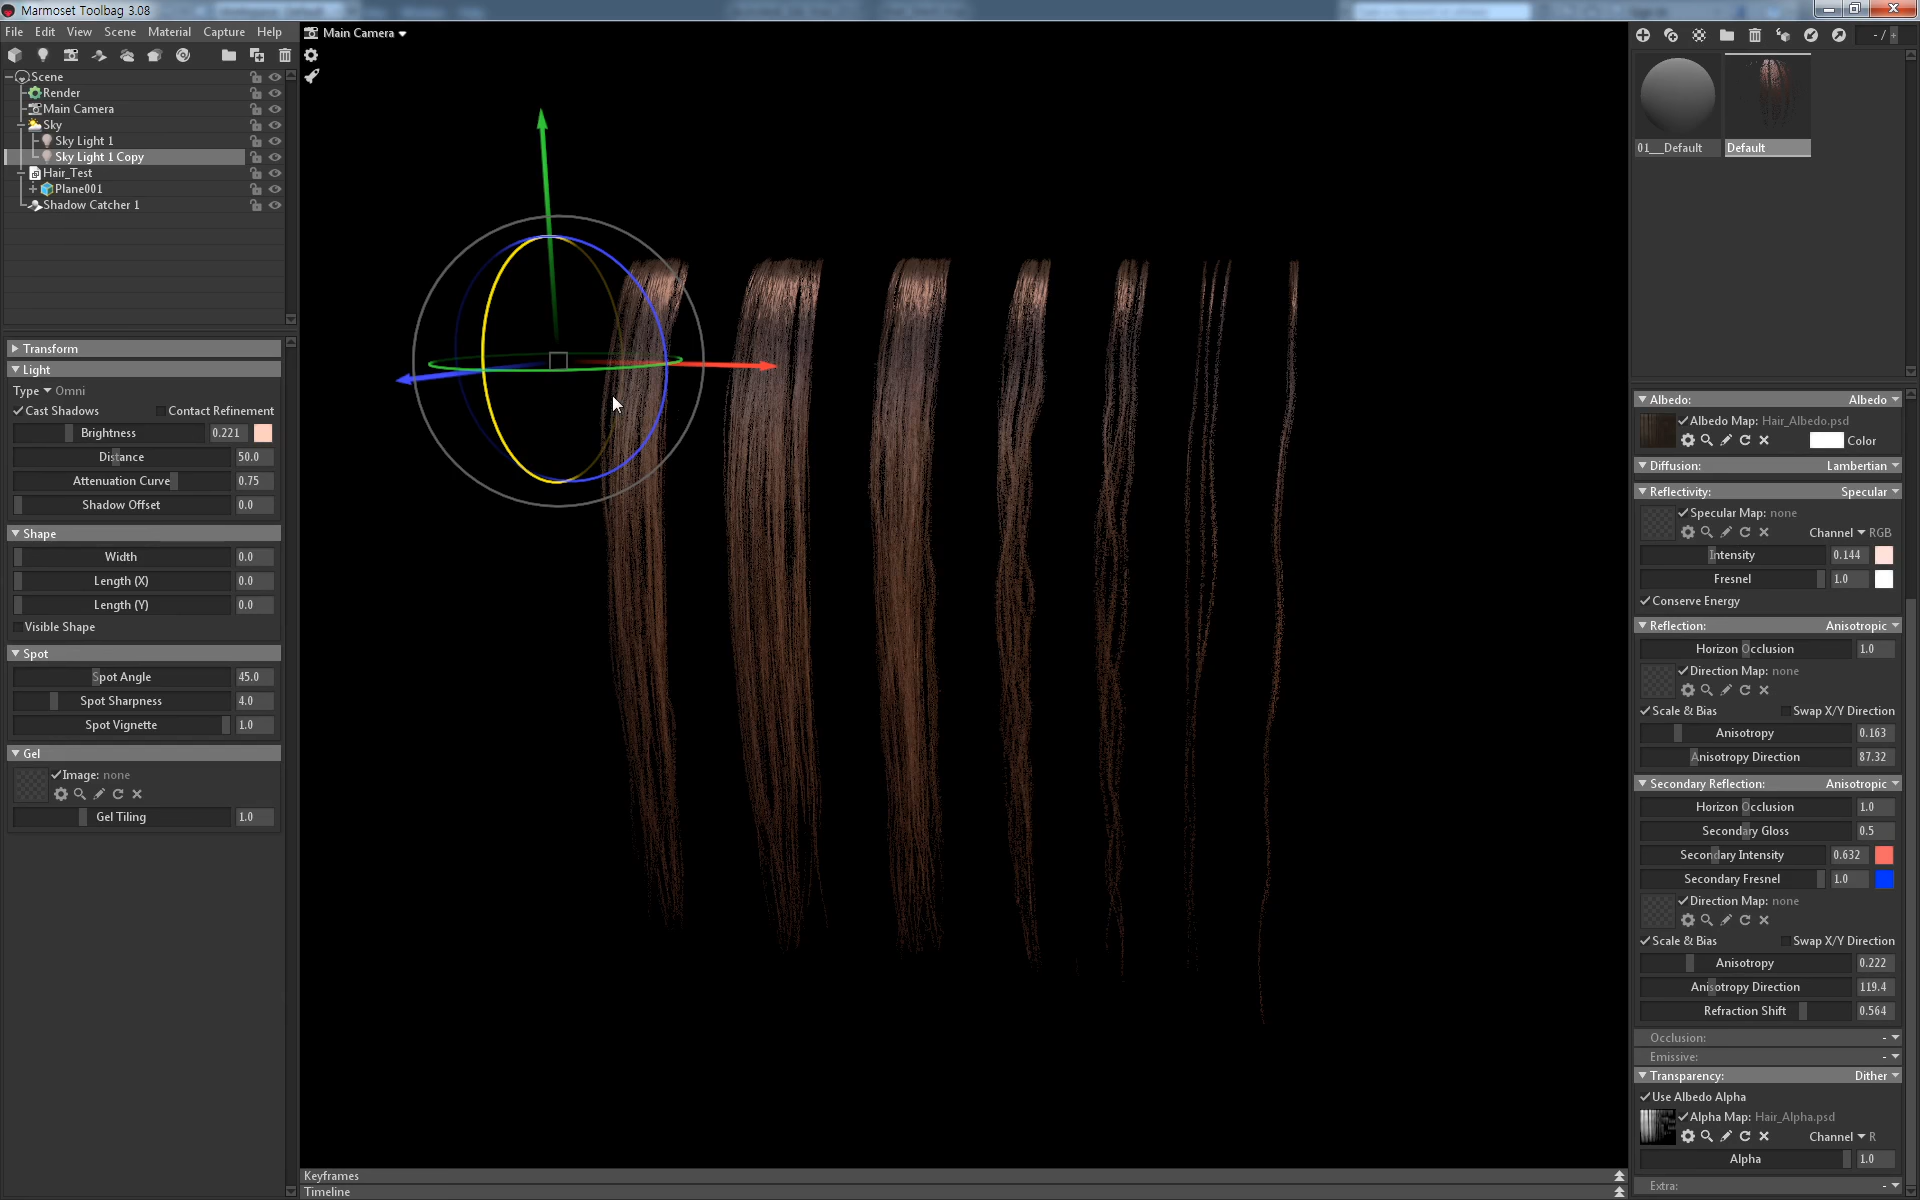 Marmoset Toolbag 3.08
File Edit View Scene Material Capture Help
Scene
Render
Main Camera
Sky
Sky Light 1
Sky Light 1 Copy
Hair_Test
Plane001
Shadow Catcher 1
Transform
Light
Type Omni
Cast Shadows Contact Refinement
Brightness 0.221
Distance 50.0
Attenuation Curve 0.75
Shadow Offset 0.0
Shape
Width 0.0
Length (X) 0.0
Length (Y) 0.0
Visible Shape
Spot
Spot Angle 45.0
Spot Sharpness 4.0
Spot Vignette 1.0
Gel
Image: none
Gel Tiling 1.0
Main Camera
Keyframes
Timeline
- / +
01__Default Default
Albedo: Albedo
Albedo Map: Hair_Albedo.psd
Color
Diffusion: Lambertian
Reflectivity: Specular
Specular Map: none
Channel RGB
Intensity 0.144
Fresnel 1.0
Conserve Energy
Reflection: Anisotropic
Horizon Occlusion 1.0
Direction Map: none
Scale & Bias Swap X/Y Direction
Anisotropy 0.163
Anisotropy Direction 87.32
Secondary Reflection: Anisotropic
Horizon Occlusion 1.0
Secondary Gloss 0.5
Secondary Intensity 0.632
Secondary Fresnel 1.0
Direction Map: none
Scale & Bias Swap X/Y Direction
Anisotropy 0.222
Anisotropy Direction 119.4
Refraction Shift 0.564
Occlusion: -
Emissive: -
Transparency: Dither
Use Albedo Alpha
Alpha Map: Hair_Alpha.psd
Channel R
Alpha 1.0
Extra: -